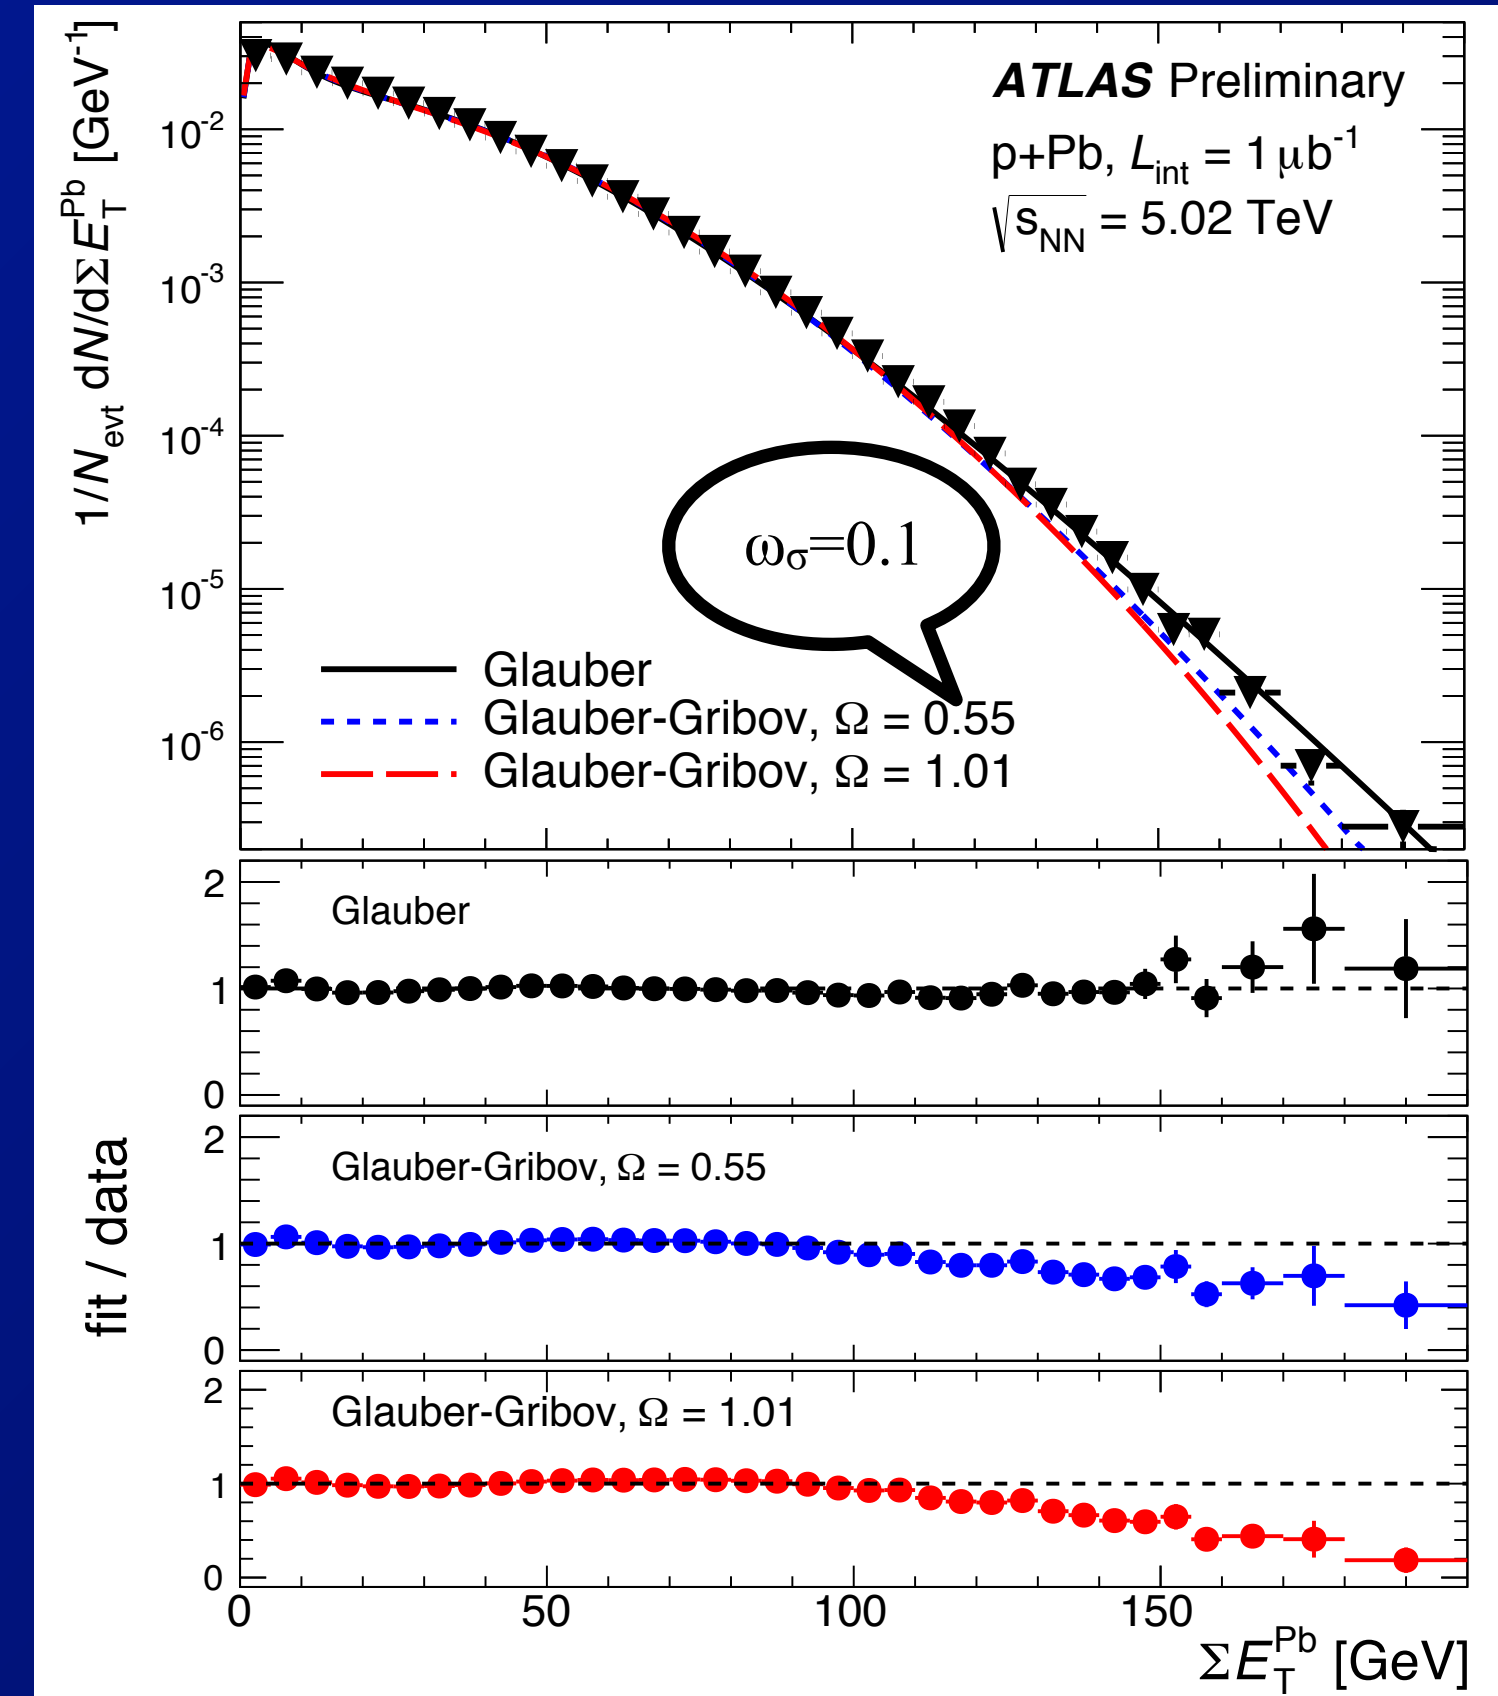 1/N_evt dN/dΣE_T^Pb [GeV^-1]
10^-2
10^-3
10^-4
10^-5
10^-6
ATLAS Preliminary
p+Pb, L_int = 1 μb^-1
√s_NN = 5.02 TeV
ω_σ=0.1
Glauber
Glauber-Gribov, Ω = 0.55
Glauber-Gribov, Ω = 1.01
fit / data
2
Glauber
1
0
2
Glauber-Gribov, Ω = 0.55
1
0
2
Glauber-Gribov, Ω = 1.01
1
0
0 50 100 150
ΣE_T^Pb [GeV]